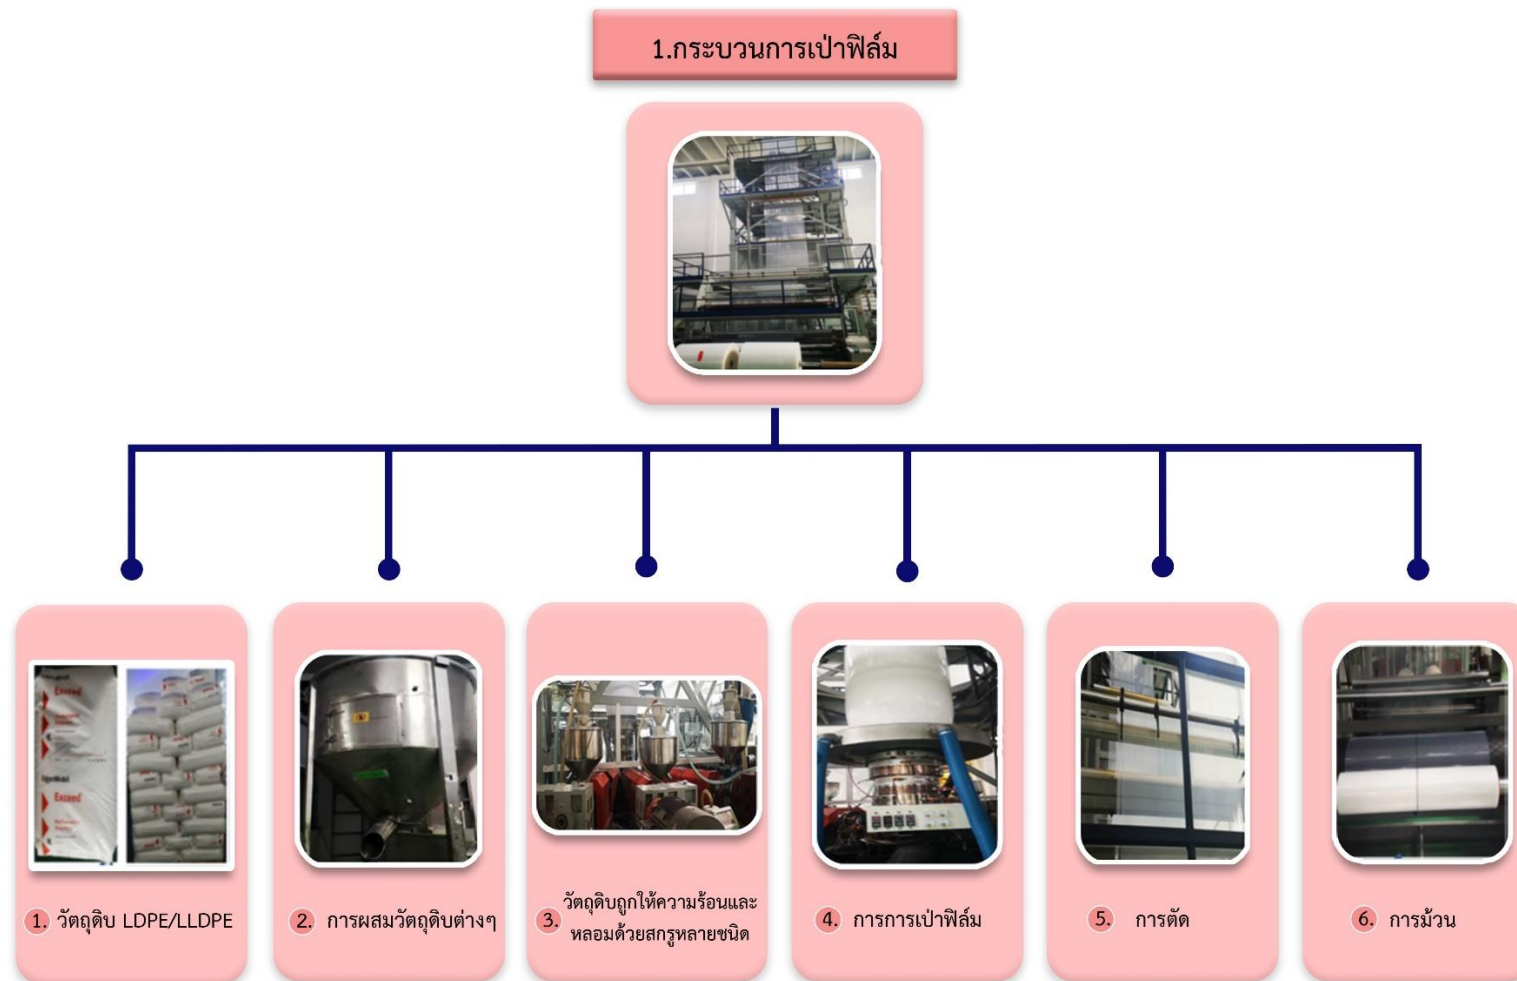 1.กระบวนการเป่าฟิล์ม
Exceed
Exceed
1. วัตถุดิบ LDPE/LLDPE
2. การผสมวัตถุดิบต่างๆ
3. วัตถุดิบถูกให้ความร้อนและ
หลอมด้วยสกรูหลายชนิด
4. การการเป่าฟิล์ม
5. การตัด
6. การม้วน